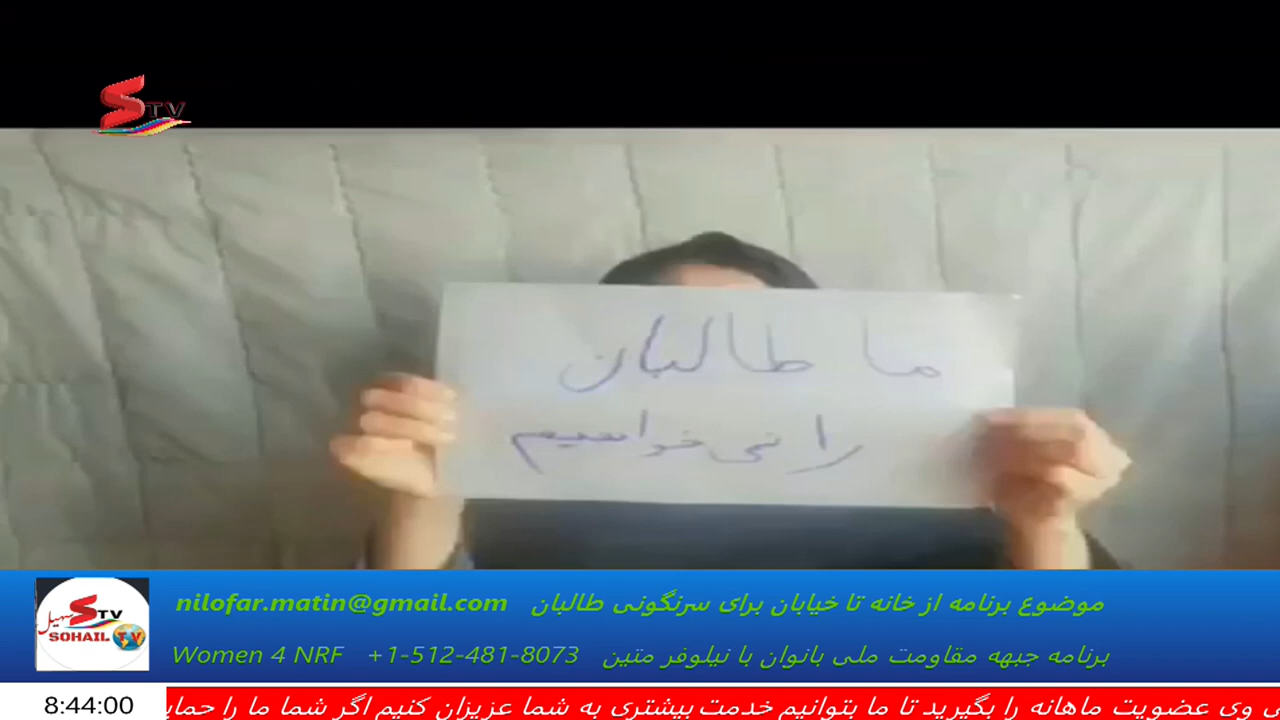 STV
ما طالبان
را نمی خواهیم
موضوع برنامه از خانه تا خیابان برای سرنگونی طالبان nilofar.matin@gmail.com
برنامه جبهه مقاومت ملی بانوان با نیلوفر متین Women 4 NRF +1-512-481-8073
STV
سهیل
SOHAIL TV
8:44:00
وی عضویت ماهانه را بگیرید تا ما بتوانیم خدمت بیشتری به شما عزیزان کنیم اگر شما ما را